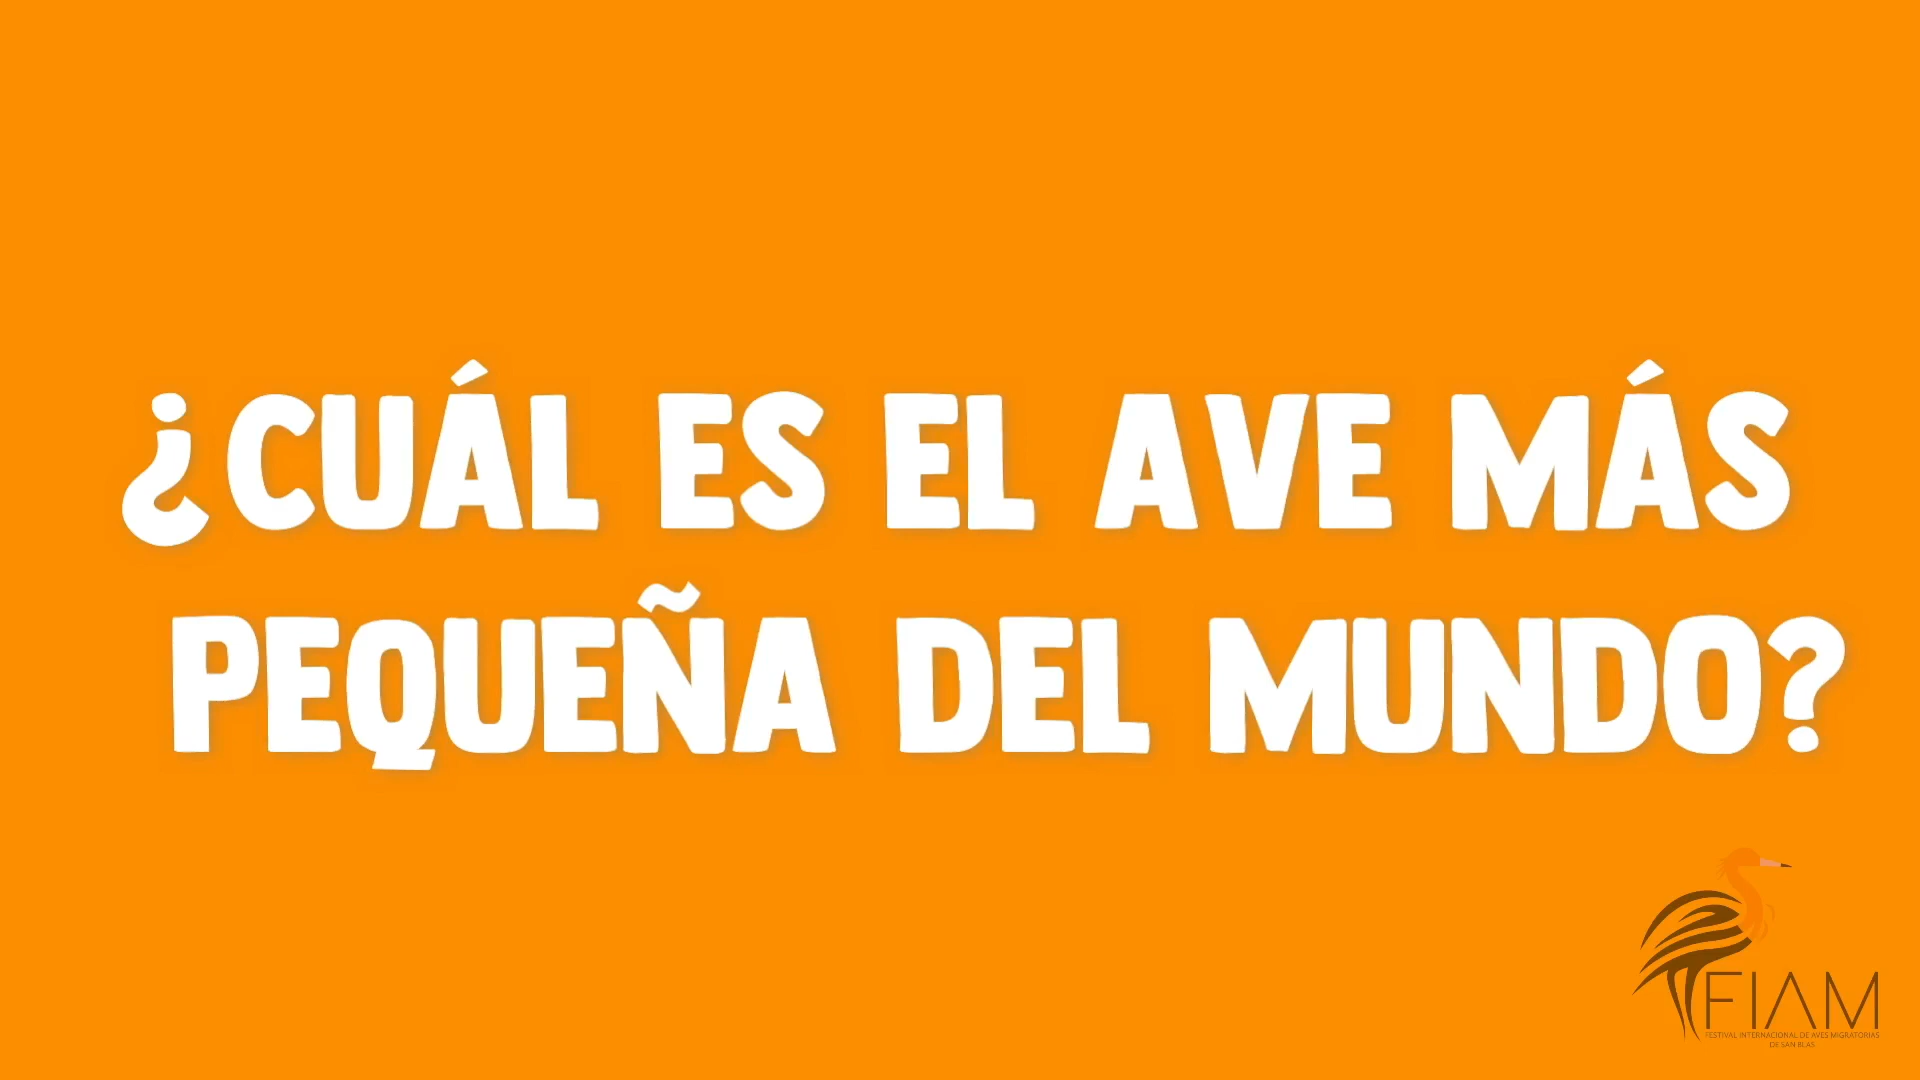 ¿CUÁL ES EL AVE MÁS
PEQUEÑA DEL MUNDO?
FIAM
FESTIVAL INTERNACIONAL DE AVES MIGRATORIAS
DE SAN BLAS